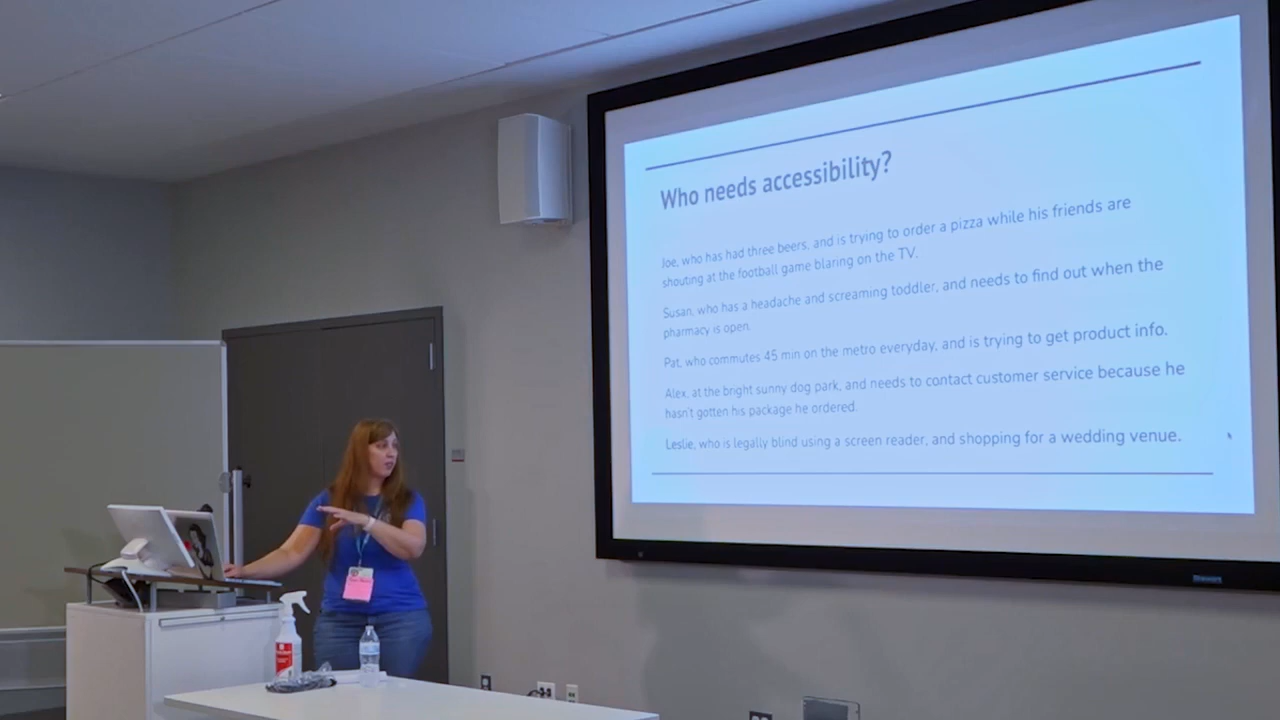 Who needs accessibility?
Joe, who has had three beers, and is trying to order a pizza while his friends are
shouting at the football game blaring on the TV.
Susan, who has a headache and screaming toddler, and needs to find out when the
pharmacy is open.
Pat, who commutes 45 min on the metro everyday, and is trying to get product info.
Alex, at the bright sunny dog park, and needs to contact customer service because he
hasn't gotten his package he ordered.
Leslie, who is legally blind using a screen reader, and shopping for a wedding venue.
Stewart